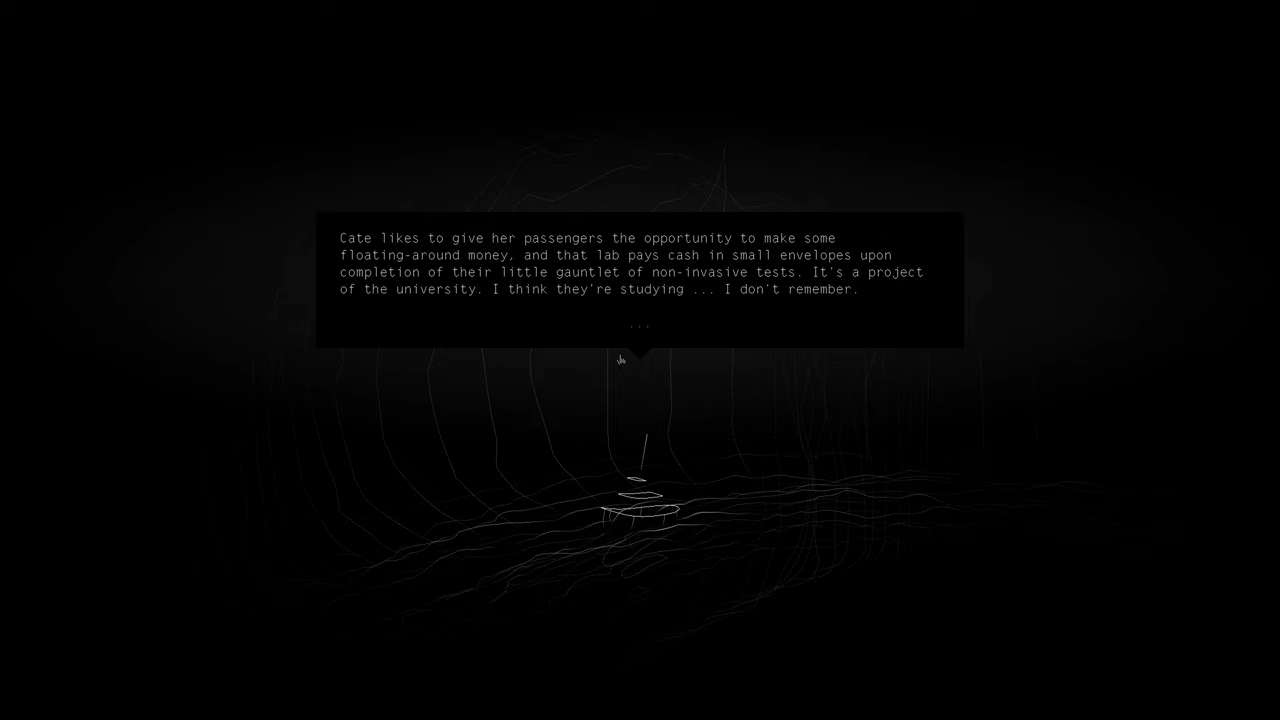 Cate likes to give her passengers the opportunity to make some
floating-around money, and that lab pays cash in small envelopes upon
completion of their little gauntlet of non-invasive tests. It's a project
of the university. I think they're studying ... I don't remember.
...